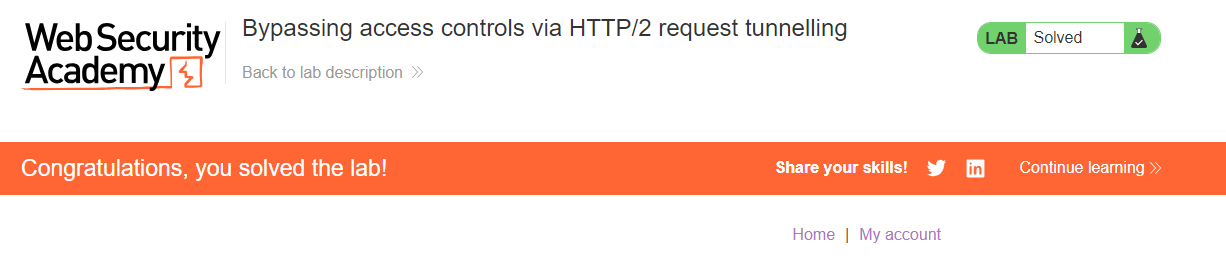 Web Security
Academy
Bypassing access controls via HTTP/2 request tunnelling
Back to lab description
LAB Solved
Congratulations, you solved the lab!
Share your skills! Continue learning
Home | My account